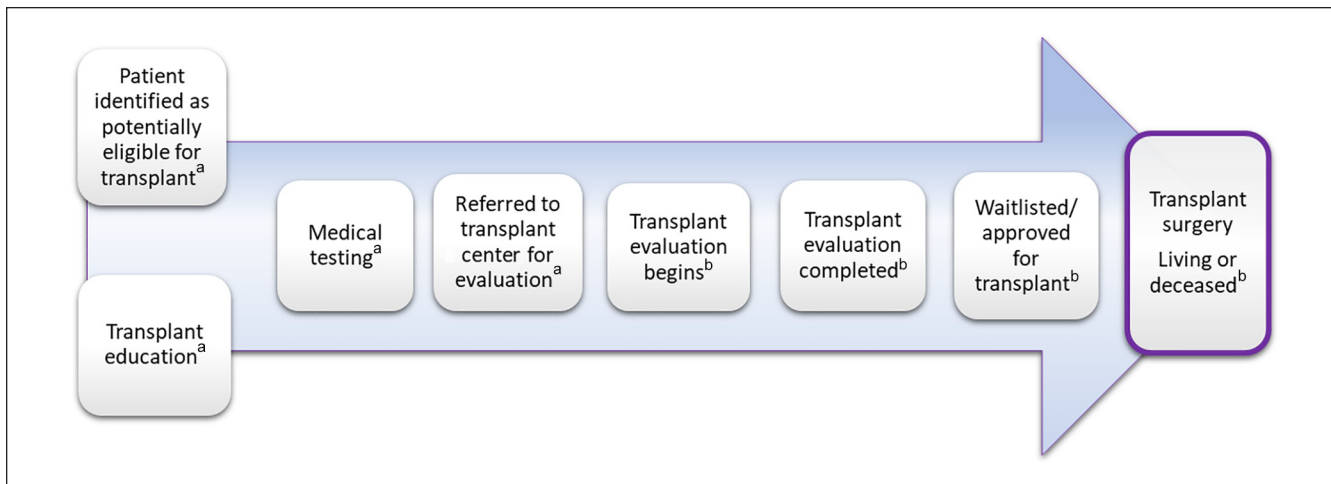 Patient
identified as
potentially
eligible for
transplantᵃ
Transplant
educationᵃ
Medical
testingᵃ
Referred to
transplant
center for
evaluationᵃ
Transplant
evaluation
beginsᵇ
Transplant
evaluation
completedᵇ
Waitlisted/
approved
for
transplantᵇ
Transplant
surgery
Living or
deceasedᵇ